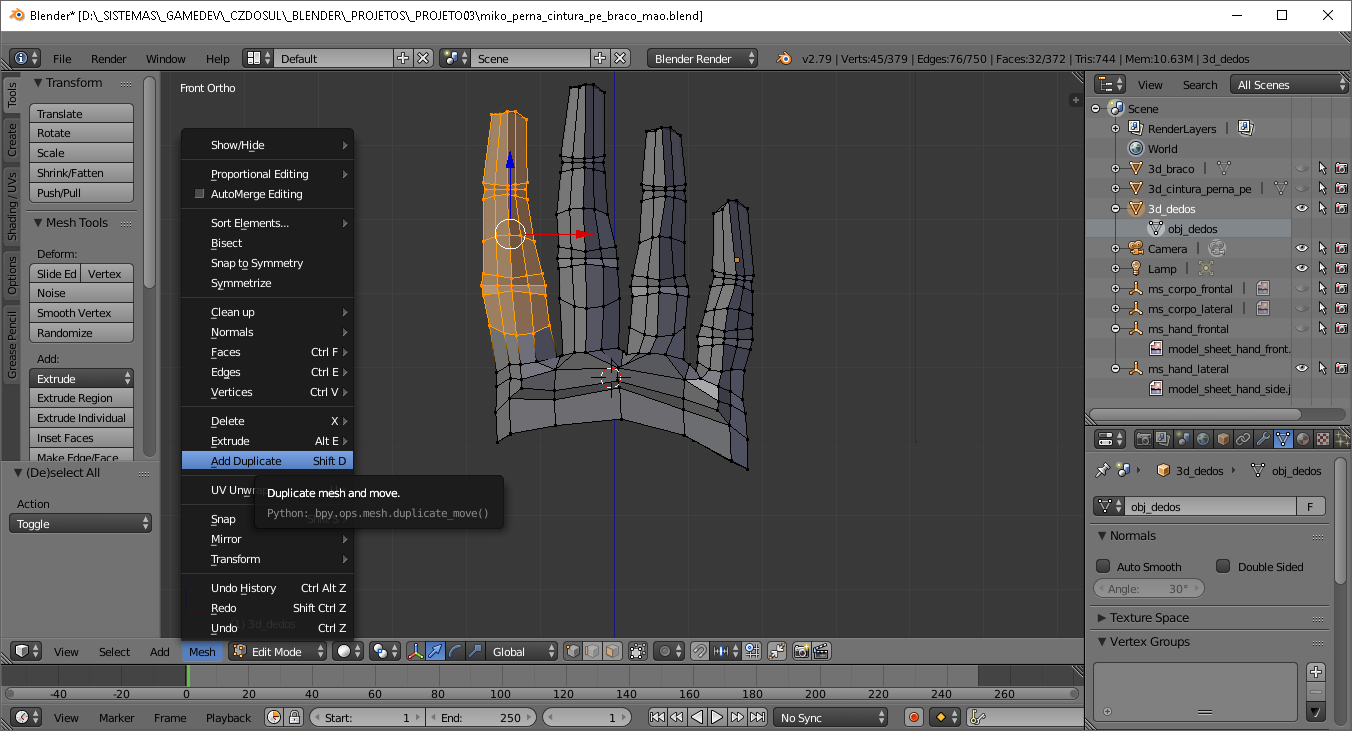 Blender* [D:\_SISTEMAS\_GAMEDEV\_CZDOSUL\_BLENDER\_PROJETOS\_PROJETO03\miko_perna_cintura_pe_braco_mao.blend]
File Render Window Help Default Scene Blender Render v2.79 | Verts:45/379 | Edges:76/750 | Faces:32/372 | Tris:744 | Mem:10.63M | 3d_dedos
Tools
Create
Shading / UVs
Options
Grease Pencil
Transform
Translate
Rotate
Scale
Shrink/Fatten
Push/Pull
Mesh Tools
Deform:
Slide Ed Vertex
Noise
Smooth Vertex
Randomize
Add:
Extrude
Extrude Region
Extrude Individual
Inset Faces
Make Edge/Face
(De)select All
Action
Toggle
Front Ortho
Show/Hide
Proportional Editing
AutoMerge Editing
Sort Elements...
Bisect
Snap to Symmetry
Symmetrize
Clean up
Normals
Faces Ctrl F
Edges Ctrl E
Vertices Ctrl V
Delete X
Extrude Alt E
Add Duplicate Shift D
UV Unwrap
Duplicate mesh and move.
Python: bpy.ops.mesh.duplicate_move()
Snap
Mirror
Transform
Undo History Ctrl Alt Z
Redo Shift Ctrl Z
Undo Ctrl Z
(1) 3d_dedos
View Select Add Mesh Edit Mode Global
-40 -20 0 20 40 60 80 100 120 140 160 180 200 220 240 260
View Marker Frame Playback Start: 1 End: 250 1 No Sync
View Search All Scenes
Scene
RenderLayers
World
3d_braco
3d_cintura_perna_pe
3d_dedos
obj_dedos
Camera
Lamp
ms_corpo_frontal
ms_corpo_lateral
ms_hand_frontal
model_sheet_hand_front.
ms_hand_lateral
model_sheet_hand_side.j
3d_dedos obj_dedos
obj_dedos F
Normals
Auto Smooth Double Sided
Angle: 30°
Texture Space
Vertex Groups